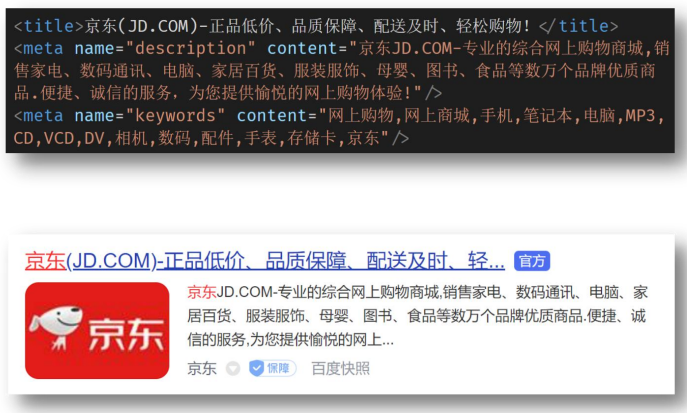 <title>京东(JD.COM)-正品低价、品质保障、配送及时、轻松购物!</title>
<meta name="description" content="京东JD.COM-专业的综合网上购物商城,销
售家电、数码通讯、电脑、家居百货、服装服饰、母婴、图书、食品等数万个品牌优质商
品.便捷、诚信的服务，为您提供愉悦的网上购物体验!"/>
<meta name="keywords" content="网上购物,网上商城,手机,笔记本,电脑,MP3,
CD,VCD,DV,相机,数码,配件,手表,存储卡,京东"/>
京东(JD.COM)-正品低价、品质保障、配送及时、轻... 官方
京东
京东JD.COM-专业的综合网上购物商城,销售家电、数码通讯、电脑、家
居百货、服装服饰、母婴、图书、食品等数万个品牌优质商品.便捷、诚
信的服务,为您提供愉悦的网上...
京东 保障 百度快照